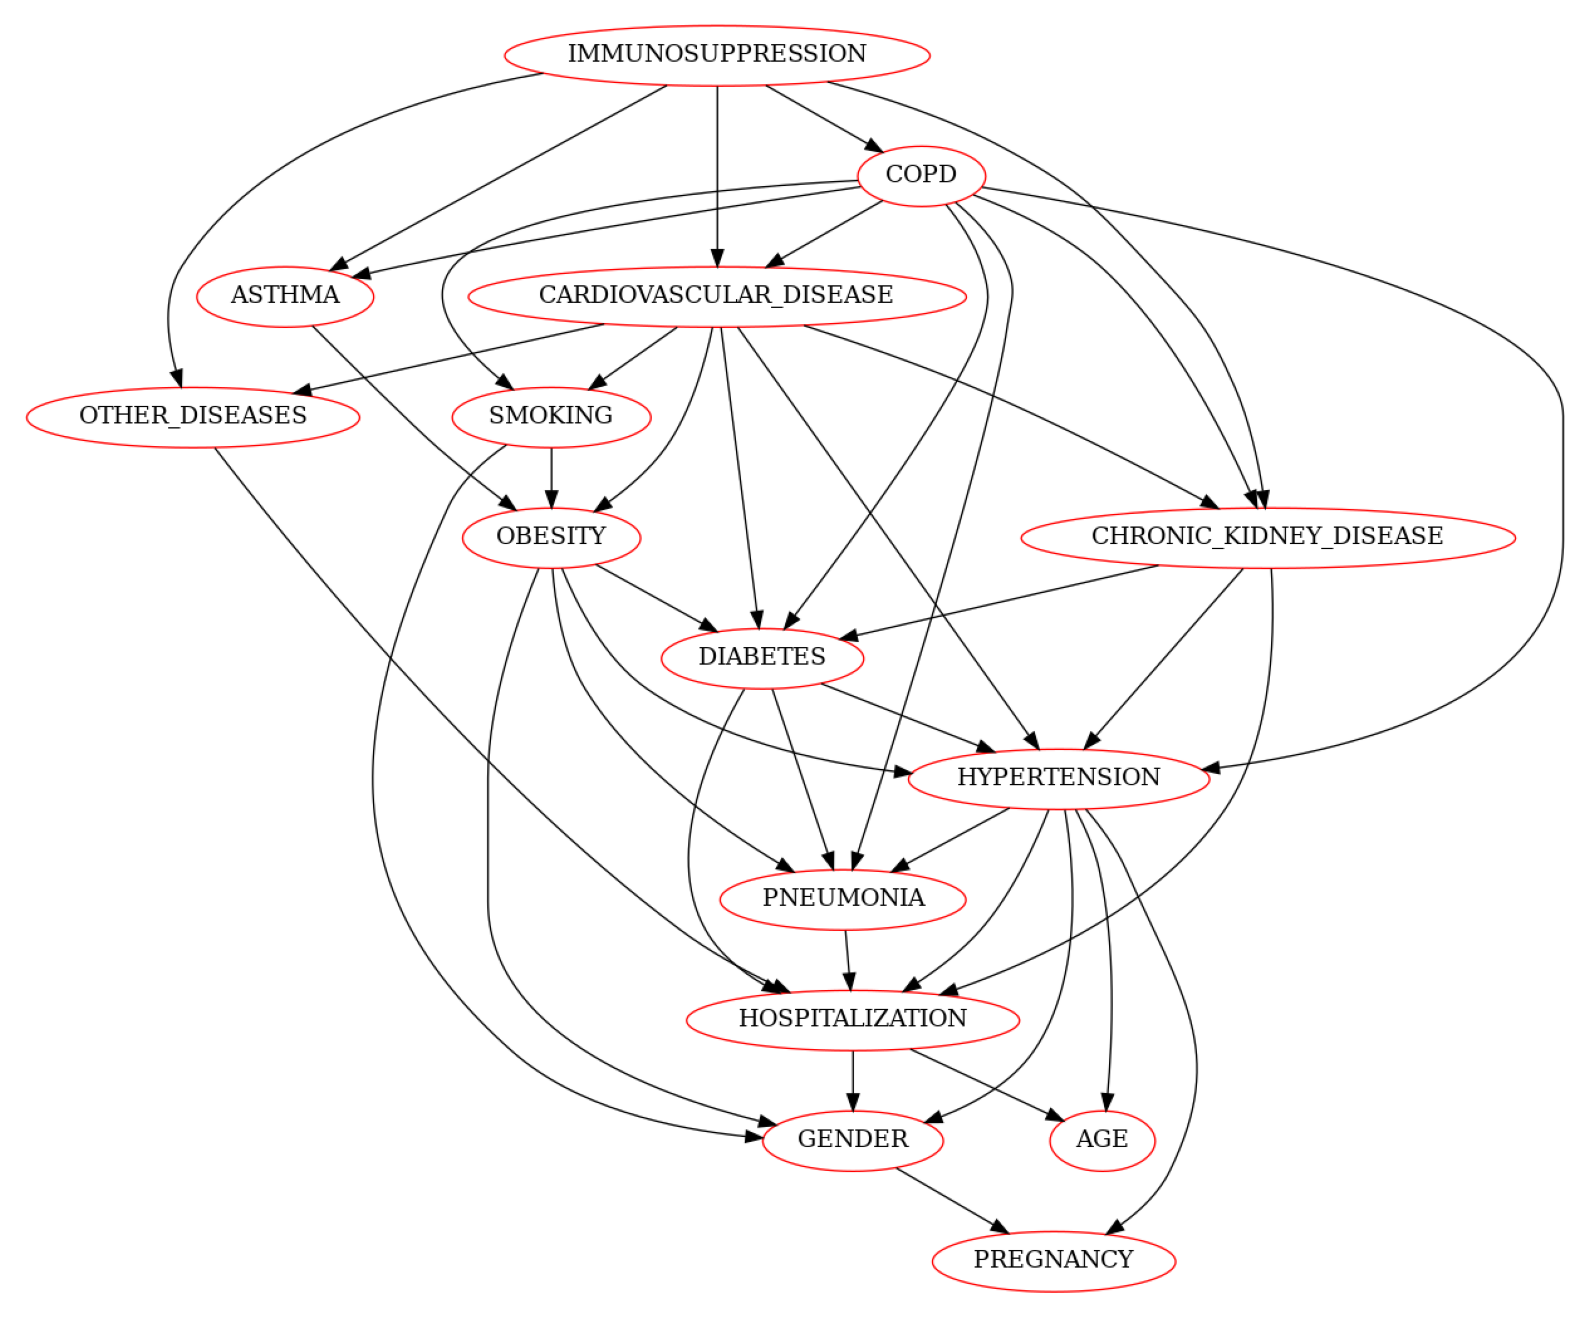 IMMUNOSUPPRESSION
COPD
ASTHMA
CARDIOVASCULAR_DISEASE
OTHER_DISEASES
SMOKING
OBESITY
CHRONIC_KIDNEY_DISEASE
DIABETES
HYPERTENSION
PNEUMONIA
HOSPITALIZATION
GENDER
AGE
PREGNANCY